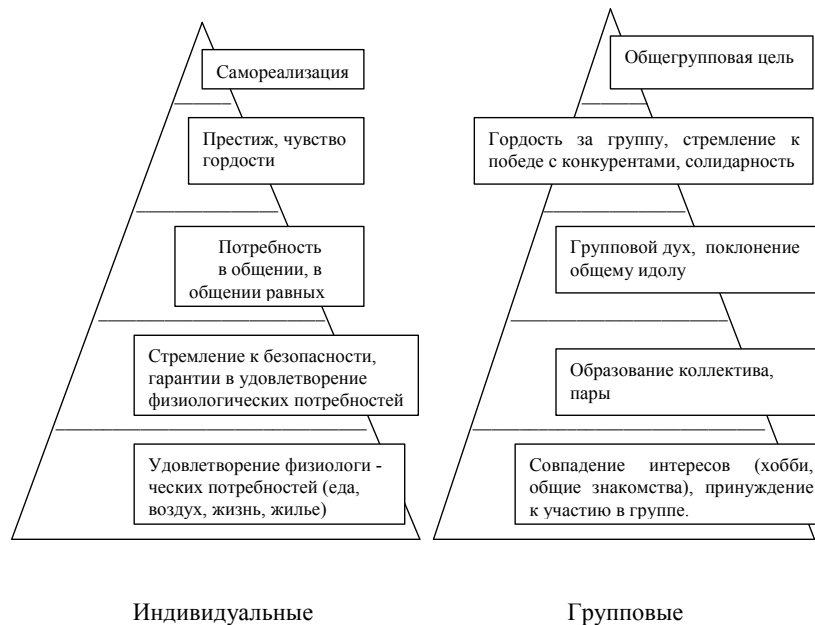 Самореализация
Престиж, чувство
гордости
Потребность
в общении, в
общении равных
Стремление к безопасности,
гарантии в удовлетворение
физиологических потребностей
Удовлетворение физиологи -
ческих потребностей (еда,
воздух, жизнь, жилье)
Индивидуальные
Общегрупповая цель
Гордость за группу, стремление к
победе с конкурентами, солидарность
Групповой дух, поклонение
общему идолу
Образование коллектива,
пары
Совпадение интересов (хобби,
общие знакомства), принуждение
к участию в группе.
Групповые